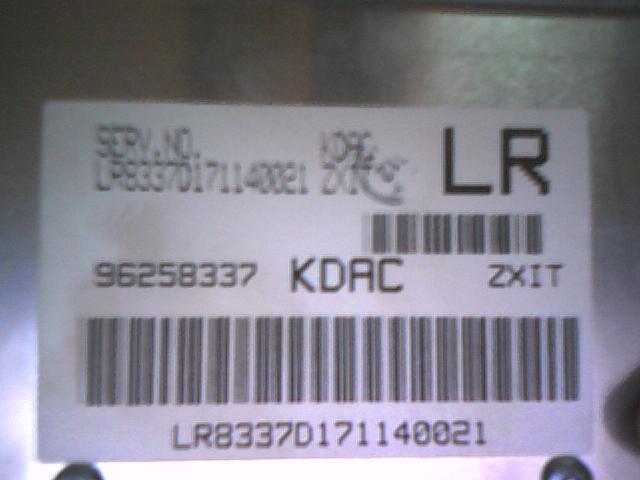 SERV.NO. KDAC LR
LR8337D171140021 ZXIT
96258337 KDAC ZXIT
LR8337D171140021